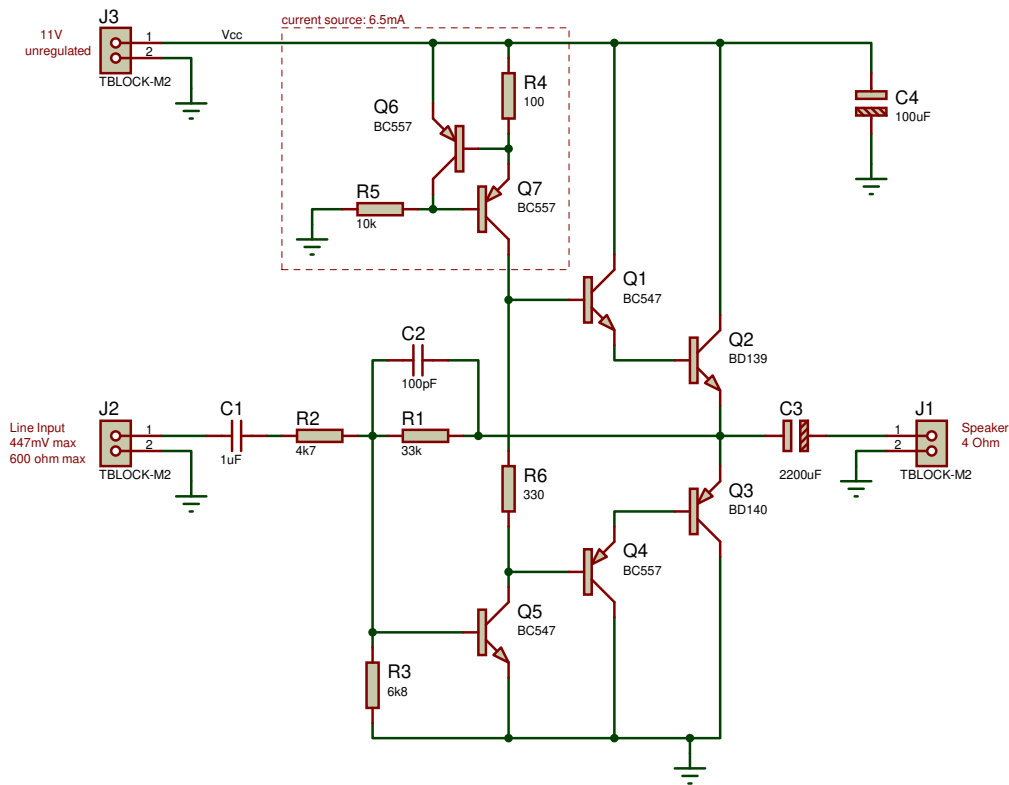 current source: 6.5mA
J3
11V
unregulated
1
2
TBLOCK-M2
Vcc
R4
100
Q6
BC557
C4
100uF
R5
10k
Q7
BC557
Q1
BC547
C2
100pF
Q2
BD139
Line Input
447mV max
600 ohm max
J2
1
2
TBLOCK-M2
C1
1uF
R2
4k7
R1
33k
C3
2200uF
J1
1
2
TBLOCK-M2
Speaker
4 Ohm
R6
330
Q3
BD140
Q4
BC557
Q5
BC547
R3
6k8